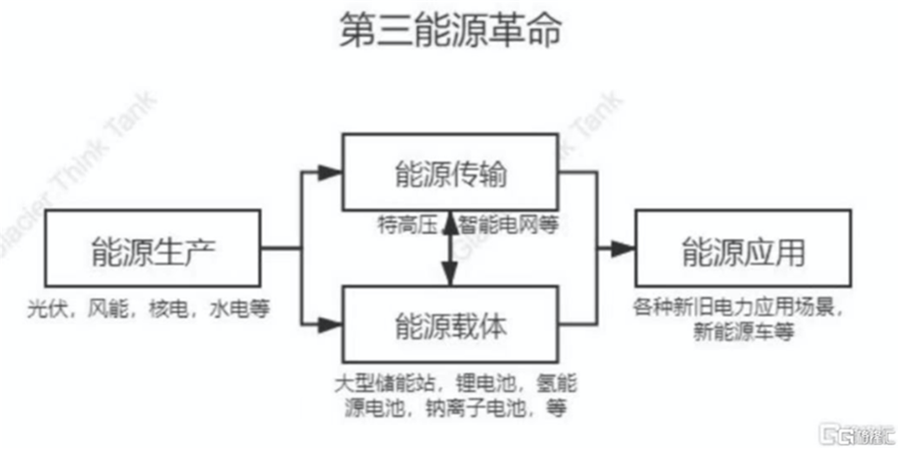 第三能源革命
Glacier Think Tank
Glacier Think Tank
能源传输
特高压，智能电网等
能源生产
光伏，风能，核电，水电等
能源应用
各种新旧电力应用场景，
新能源车等
能源载体
大型储能站，锂电池，氢能
源电池，钠离子电池，等